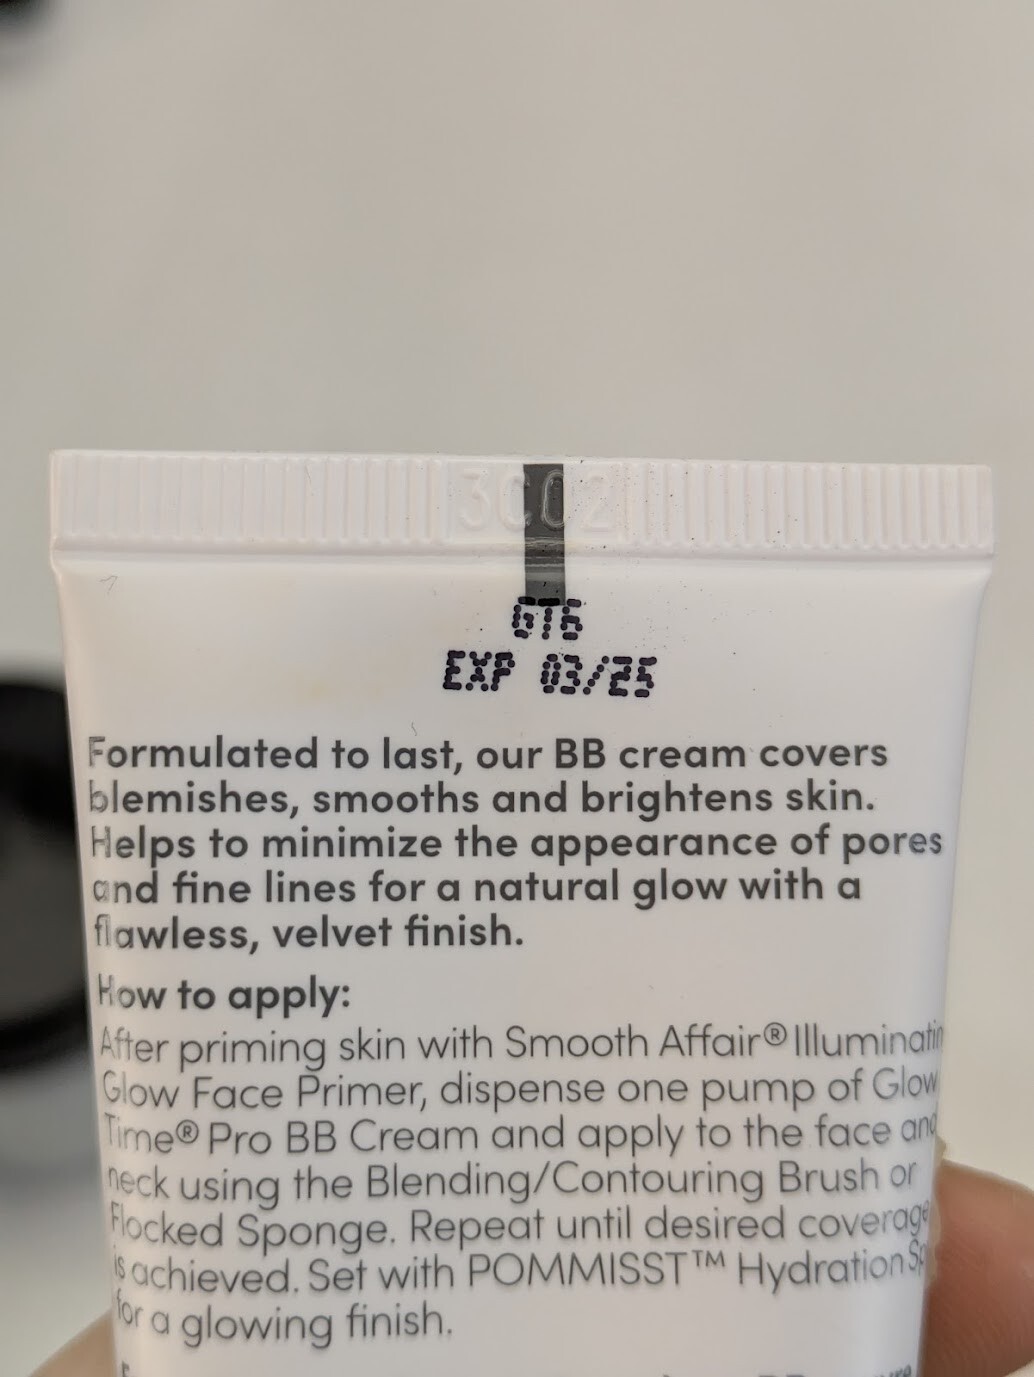 3C02
GT6
EXP 03/25
Formulated to last, our BB cream covers
blemishes, smooths and brightens skin.
Helps to minimize the appearance of pores
and fine lines for a natural glow with a
flawless, velvet finish.
How to apply:
After priming skin with Smooth Affair® Illuminatin
Glow Face Primer, dispense one pump of Glow
Time® Pro BB Cream and apply to the face and
neck using the Blending/Contouring Brush or
Flocked Sponge. Repeat until desired coverage
is achieved. Set with POMMISST™ Hydration Sp
for a glowing finish.